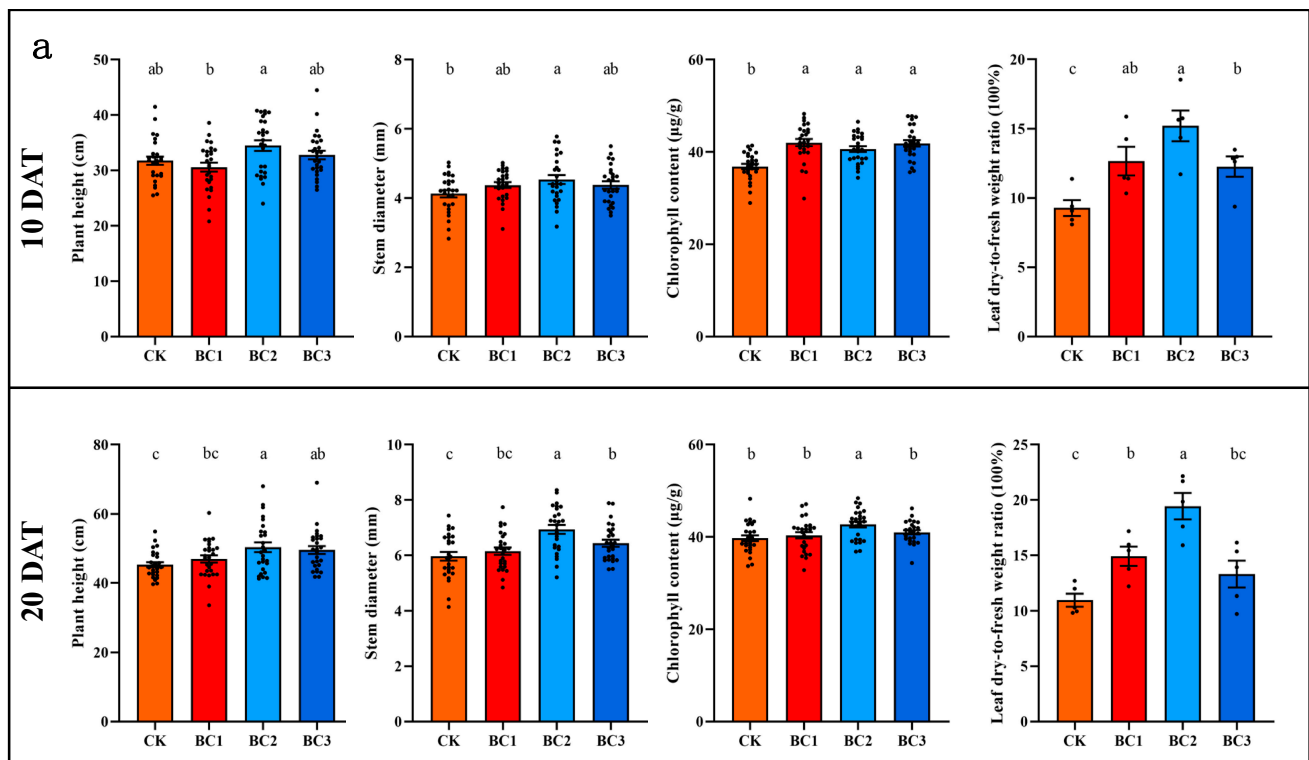 a
10 DAT
Plant height (cm)
50
40
30
20
10
0
ab b a ab
CK BC1 BC2 BC3
Stem diameter (mm)
8
6
4
2
0
b ab a ab
CK BC1 BC2 BC3
Chlorophyll content (µg/g)
60
40
20
0
b a a a
CK BC1 BC2 BC3
Leaf dry-to-fresh weight ratio (100%)
20
15
10
5
0
c ab a b
CK BC1 BC2 BC3
20 DAT
Plant height (cm)
80
60
40
20
0
c bc a ab
CK BC1 BC2 BC3
Stem diameter (mm)
10
8
6
4
2
0
c bc a b
CK BC1 BC2 BC3
Chlorophyll content (µg/g)
60
40
20
0
b b a b
CK BC1 BC2 BC3
Leaf dry-to-fresh weight ratio (100%)
25
20
15
10
5
0
c b a bc
CK BC1 BC2 BC3